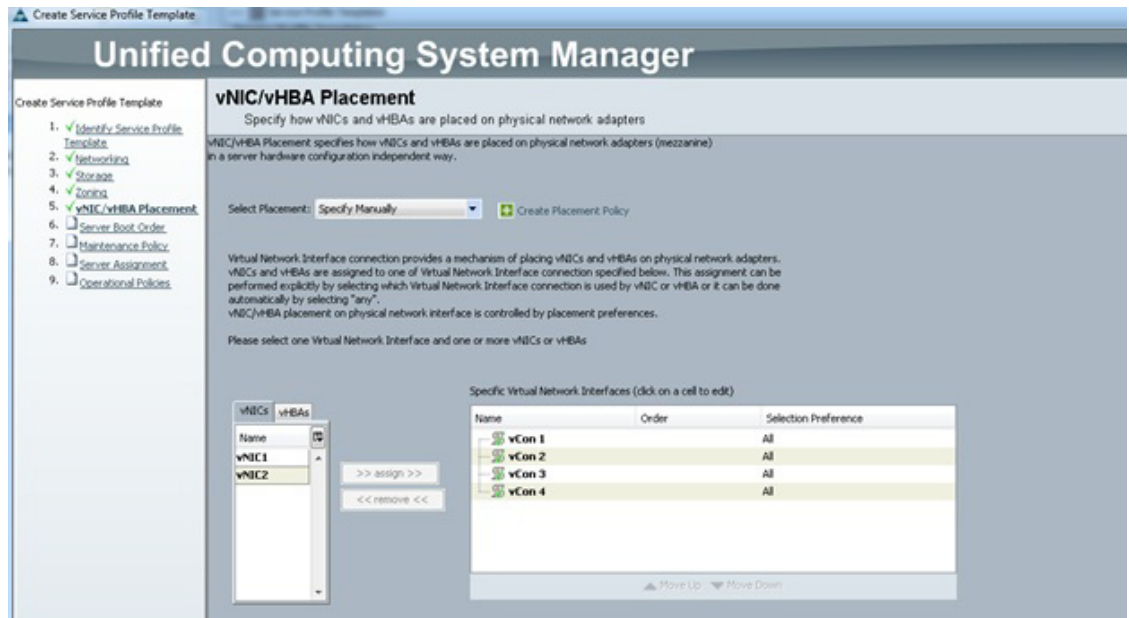 Create Service Profile Template
Unified Computing System Manager
Create Service Profile Template
1. Identify Service Profile
Template
2. Networking
3. Storage
4. Zoning
5. vNIC/vHBA Placement
6. Server Boot Order
7. Maintenance Policy
8. Server Assignment
9. Operational Policies
vNIC/vHBA Placement
Specify how vNICs and vHBAs are placed on physical network adapters
vNIC/vHBA Placement specifies how vNICs and vHBAs are placed on physical network adapters (mezzanine)
in a server hardware configuration independent way.
Select Placement: Specify Manually
Create Placement Policy
Virtual Network Interface connection provides a mechanism of placing vNICs and vHBAs on physical network adapters.
vNICs and vHBAs are assigned to one of Virtual Network Interface connection specified below. This assignment can be
performed explicitly by selecting which Virtual Network Interface connection is used by vNIC or vHBA or it can be done
automatically by selecting "any".
vNIC/vHBA placement on physical network interface is controlled by placement preferences.
Please select one Virtual Network Interface and one or more vNICs or vHBAs
vNICs vHBAs
Name
vNIC1
vNIC2
>> assign >>
<< remove <<
Specific Virtual Network Interfaces (click on a cell to edit)
Name Order Selection Preference
vCon 1 All
vCon 2 All
vCon 3 All
vCon 4 All
Move Up Move Down